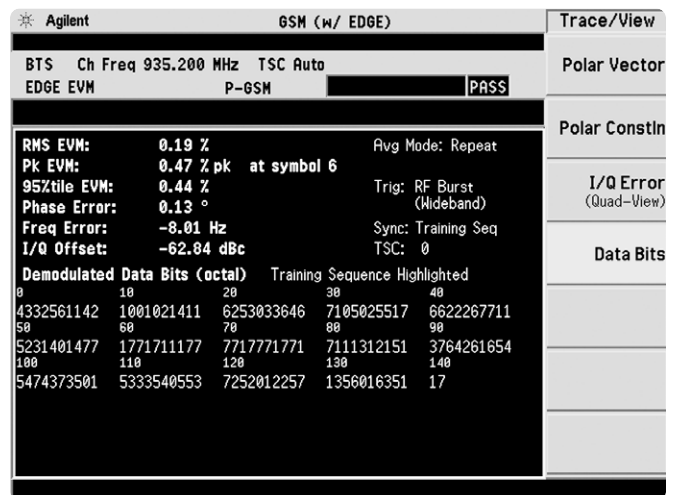 Agilent GSM (w/ EDGE) Trace/View
BTS Ch Freq 935.200 MHz TSC Auto
EDGE EVM P-GSM PASS
RMS EVM: 0.19 % Avg Mode: Repeat
Pk EVM: 0.47 % pk at symbol 6
95%tile EVM: 0.44 % Trig: RF Burst
Phase Error: 0.13 ° (Wideband)
Freq Error: -8.01 Hz Sync: Training Seq
I/Q Offset: -62.84 dBc TSC: 0
Demodulated Data Bits (octal) Training Sequence Highlighted
0 10 20 30 40
4332561142 1001021411 6253033646 7105025517 6622267711
50 60 70 80 90
5231401477 1771711177 7717771771 7111312151 3764261654
100 110 120 130 140
5474373501 5333540553 7252012257 1356016351 17
Polar Vector
Polar Constln
I/Q Error
(Quad-View)
Data Bits